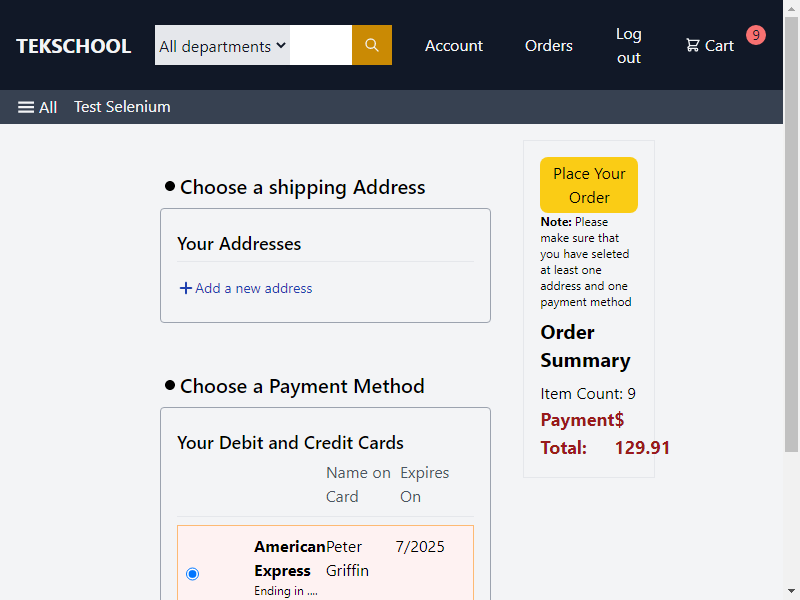 TEKSCHOOL
All departments
Account
Orders
Log
out
Cart
9
All
Test Selenium
Choose a shipping Address
Your Addresses
Add a new address
Choose a Payment Method
Your Debit and Credit Cards
Name on
Card
Expires
On
American
Express
Ending in ....
Peter
Griffin
7/2025
Place Your
Order
Note: Please
make sure that
you have seleted
at least one
address and one
payment method
Order
Summary
Item Count: 9
Payment$
Total: 129.91